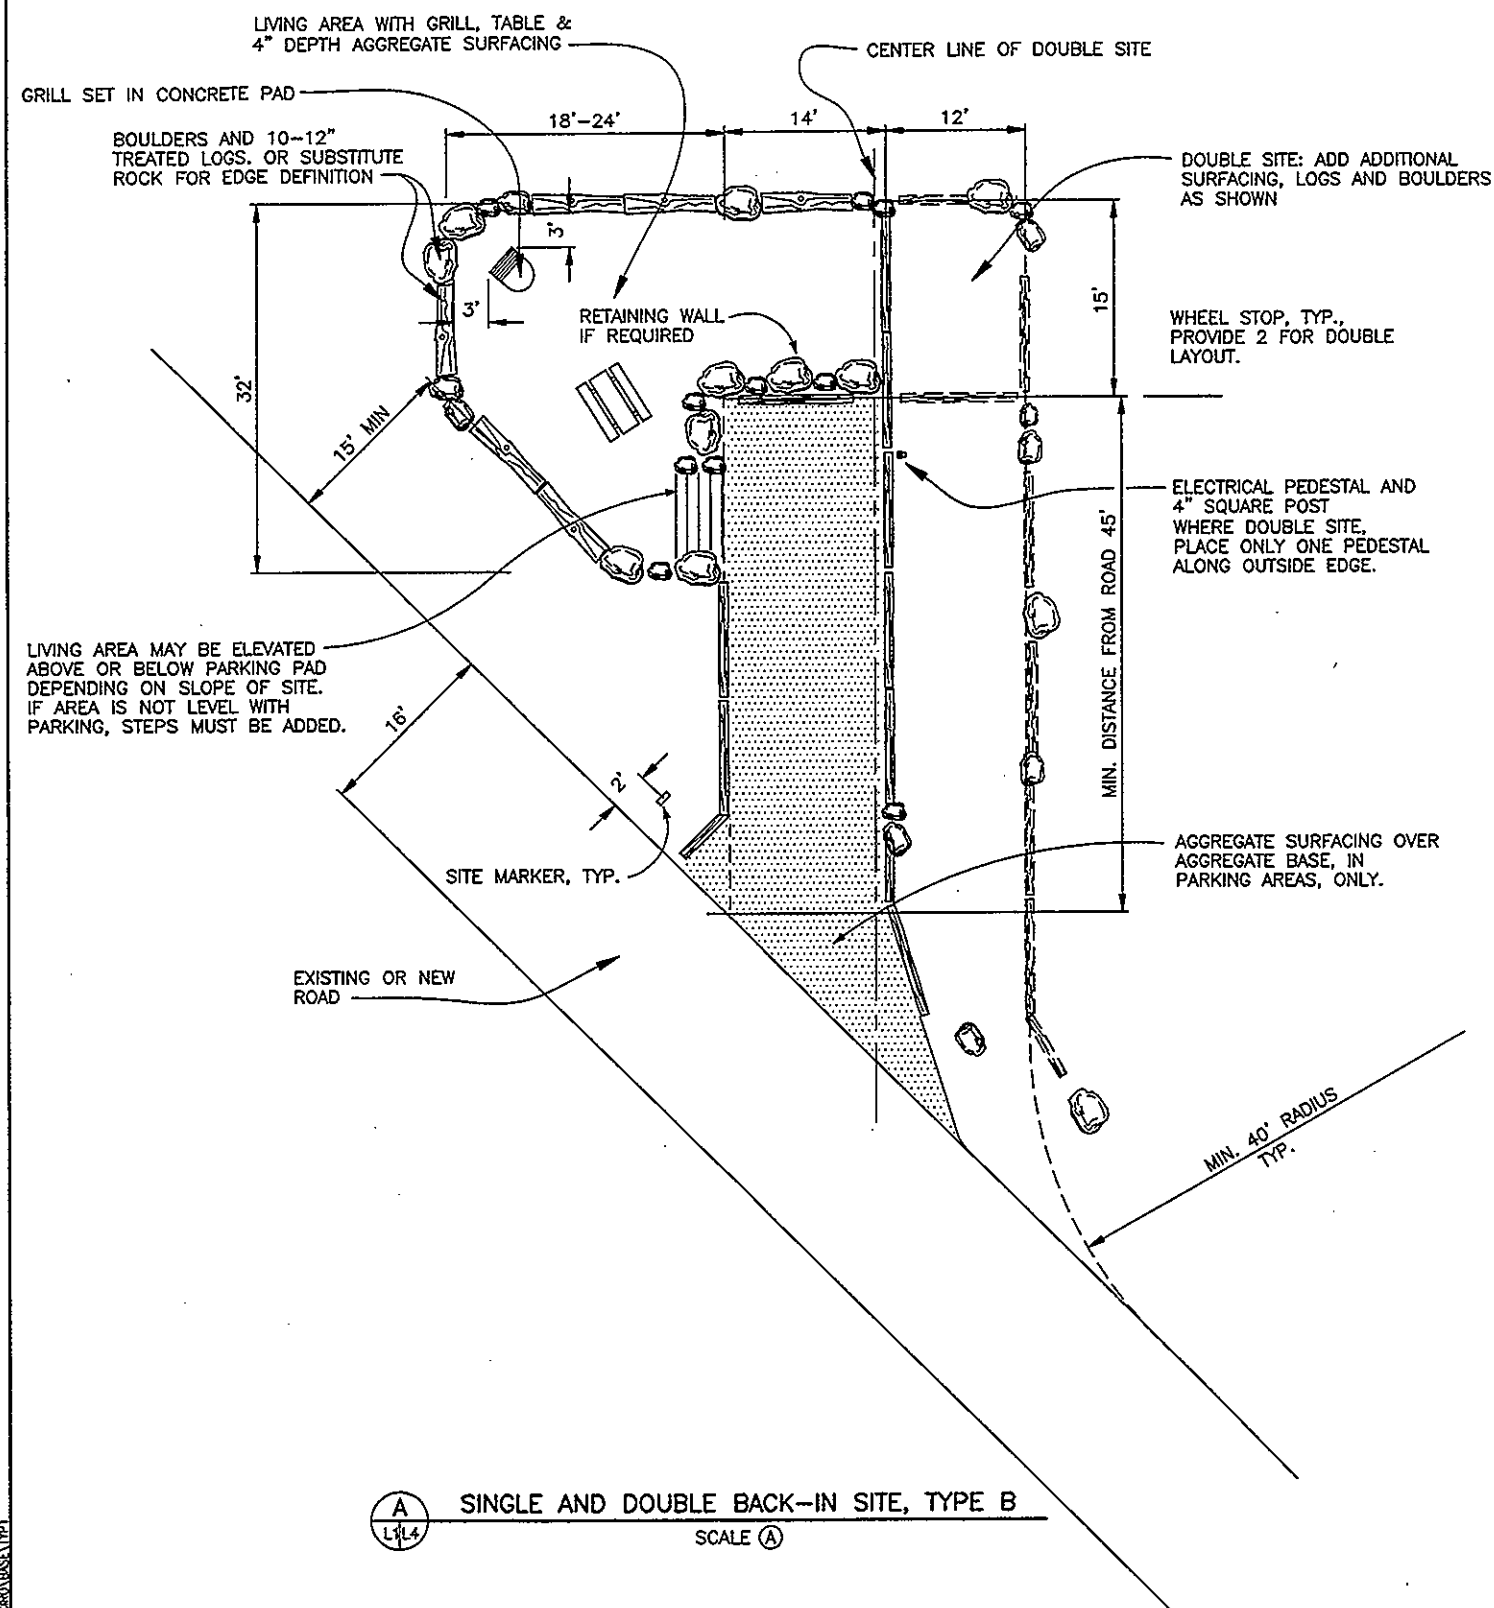 LIVING AREA WITH GRILL, TABLE &
4" DEPTH AGGREGATE SURFACING
CENTER LINE OF DOUBLE SITE
GRILL SET IN CONCRETE PAD
18'-24'
14'
12'
BOULDERS AND 10-12"
TREATED LOGS. OR SUBSTITUTE
ROCK FOR EDGE DEFINITION
DOUBLE SITE: ADD ADDITIONAL
SURFACING, LOGS AND BOULDERS
AS SHOWN
3'
3'
15'
RETAINING WALL
IF REQUIRED
WHEEL STOP, TYP.,
PROVIDE 2 FOR DOUBLE
LAYOUT.
32'
15' MIN
ELECTRICAL PEDESTAL AND
4" SQUARE POST
WHERE DOUBLE SITE,
PLACE ONLY ONE PEDESTAL
ALONG OUTSIDE EDGE.
MIN. DISTANCE FROM ROAD 45'
LIVING AREA MAY BE ELEVATED
ABOVE OR BELOW PARKING PAD
DEPENDING ON SLOPE OF SITE.
IF AREA IS NOT LEVEL WITH
PARKING, STEPS MUST BE ADDED.
16'
2'
SITE MARKER, TYP.
AGGREGATE SURFACING OVER
AGGREGATE BASE, IN
PARKING AREAS, ONLY.
EXISTING OR NEW
ROAD
MIN. 40' RADIUS
TYP.
A
L1 L4
SINGLE AND DOUBLE BACK-IN SITE, TYPE B
SCALE A